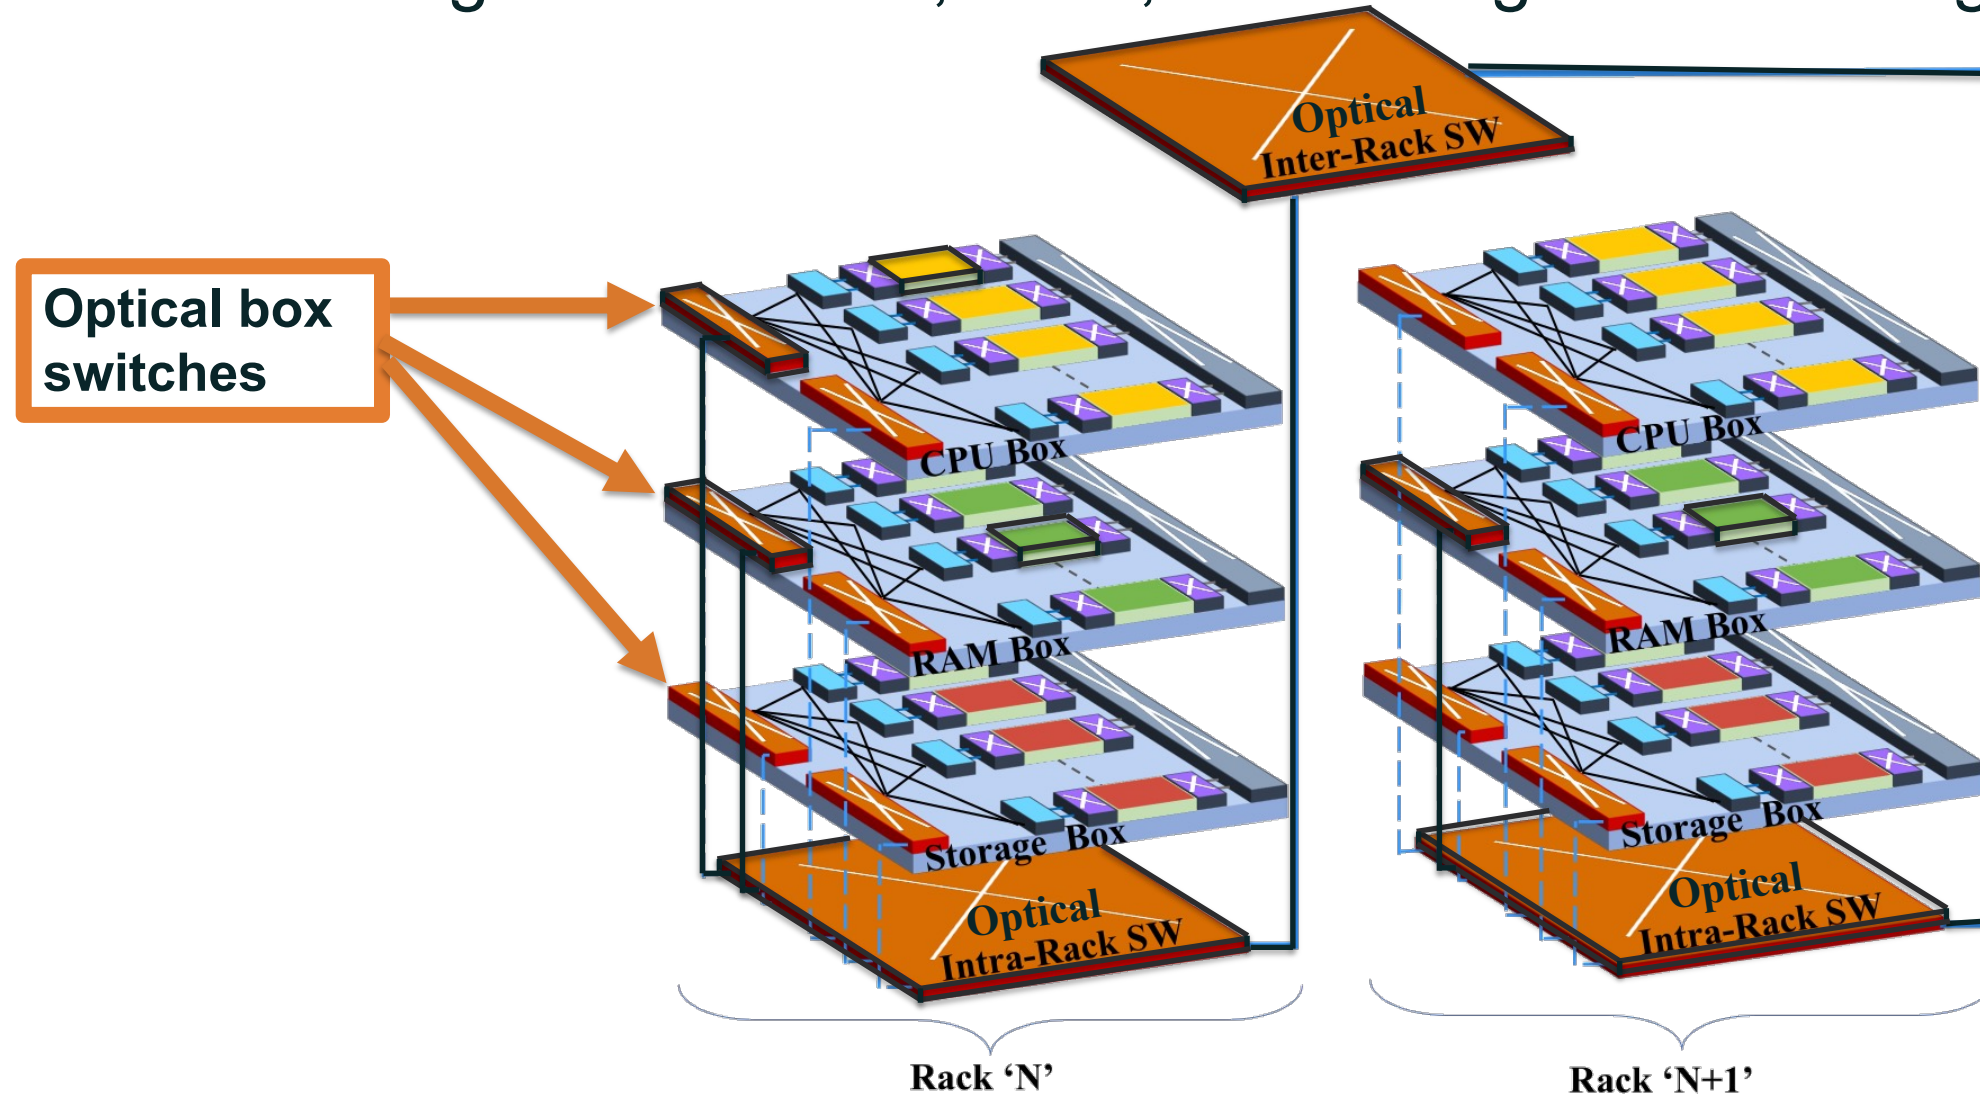 Optical
Inter-Rack SW
Optical box
switches
CPU Box
CPU Box
RAM Box
RAM Box
Storage Box
Storage Box
Optical
Intra-Rack SW
Optical
Intra-Rack SW
Rack ‘N’
Rack ‘N+1’